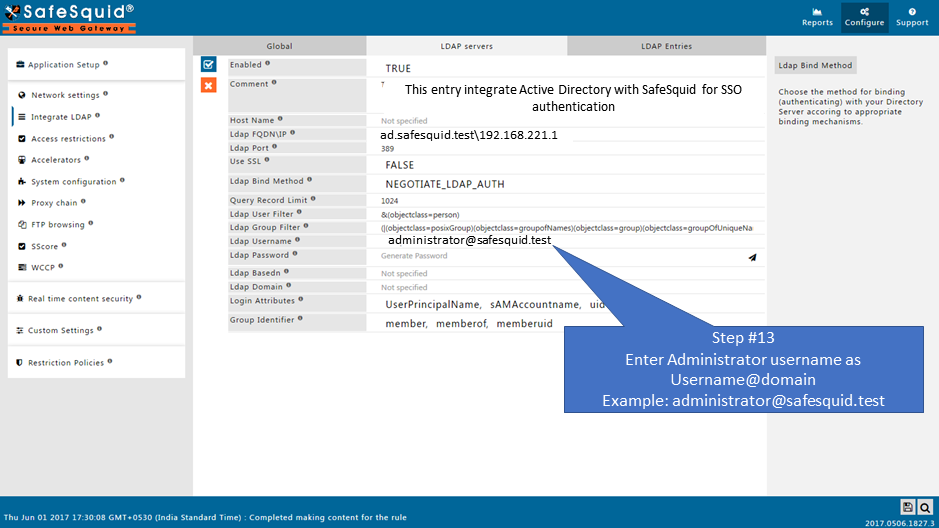 SafeSquid®
Secure Web Gateway
Reports
Configure
Support
Application Setup
Network settings
Integrate LDAP
Access restrictions
Accelerators
System configuration
Proxy chain
FTP browsing
SScore
WCCP
Real time content security
Custom Settings
Restriction Policies
Global
LDAP servers
LDAP Entries
Enabled
TRUE
Comment
This entry integrate Active Directory with SafeSquid for SSO
authentication
Host Name
Not specified
Ldap FQDN\IP
ad.safesquid.test\192.168.221.1
Ldap Port
389
Use SSL
FALSE
Ldap Bind Method
NEGOTIATE_LDAP_AUTH
Query Record Limit
1024
Ldap User Filter
&(objectclass=person)
Ldap Group Filter
(|(objectclass=posixGroup)(objectclass=groupofNames)(objectclass=group)(objectclass=groupOfUniqueNa
Ldap Username
administrator@safesquid.test
Ldap Password
Generate Password
Ldap Basedn
Not specified
Ldap Domain
Not specified
Login Attributes
UserPrincipalName, sAMAccountname, uid
Group Identifier
member, memberof, memberuid
Step #13
Enter Administrator username as
Username@domain
Example: administrator@safesquid.test
Ldap Bind Method
Choose the method for binding
(authenticating) with your Directory
Server accoring to appropriate
binding mechanisms.
Thu Jun 01 2017 17:30:08 GMT+0530 (India Standard Time) : Completed making content for the rule
2017.0506.1827.3